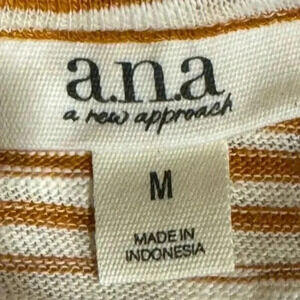 a.n.a
a new approach
M
MADE IN
INDONESIA